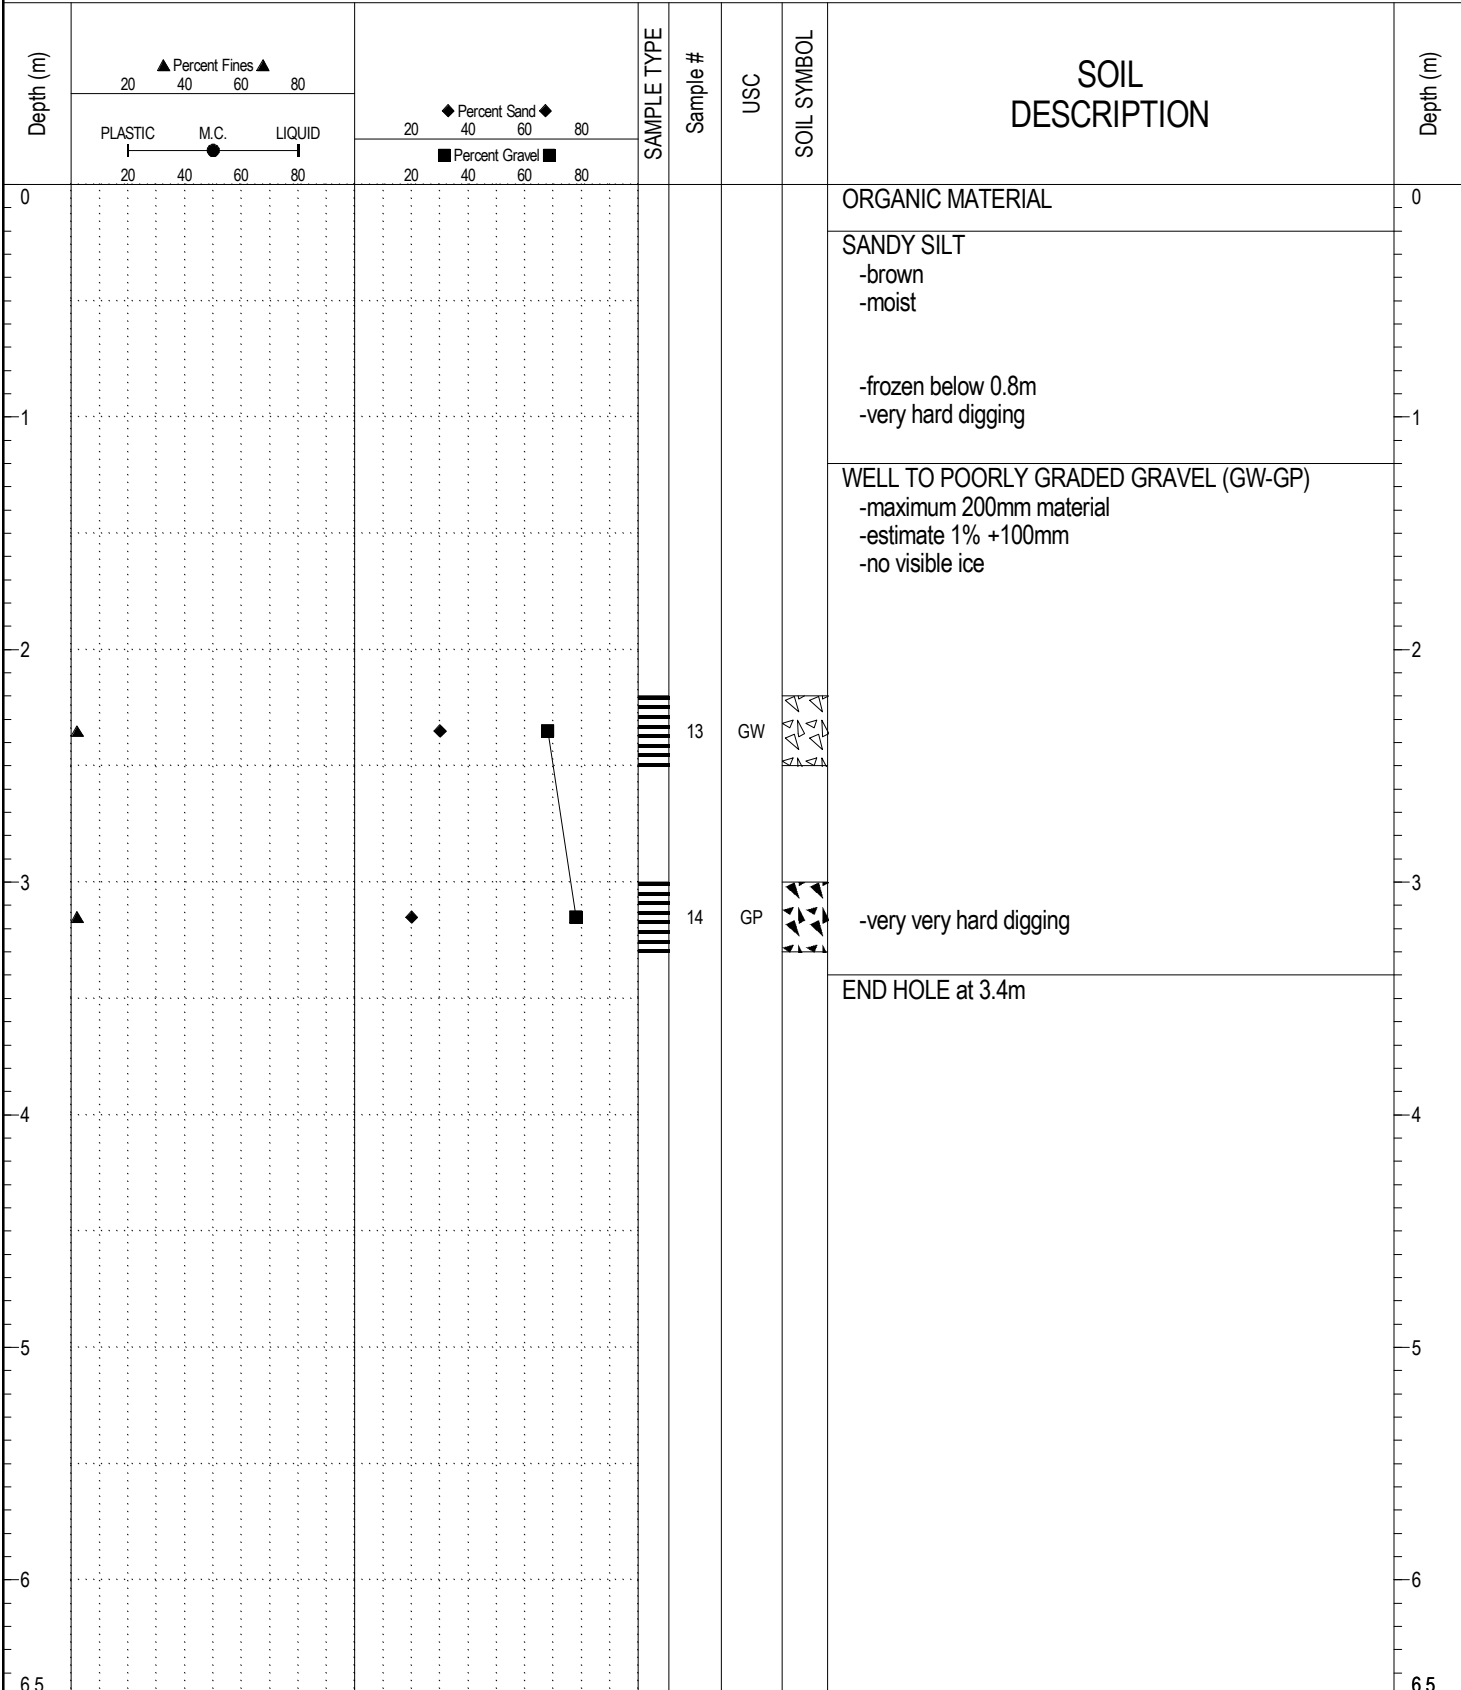 Depth (m)
▲ Percent Fines ▲
20 40 60 80
PLASTIC M.C. LIQUID
20 40 60 80
◆ Percent Sand ◆
20 40 60 80
■ Percent Gravel ■
20 40 60 80
SAMPLE TYPE
Sample #
USC
SOIL SYMBOL
SOIL
DESCRIPTION
Depth (m)
0 ORGANIC MATERIAL 0
SANDY SILT
-brown
-moist
-frozen below 0.8m
1 -very hard digging 1
WELL TO POORLY GRADED GRAVEL (GW-GP)
-maximum 200mm material
-estimate 1% +100mm
-no visible ice
2 2
13 GW
3 3
14 GP -very very hard digging
END HOLE at 3.4m
4 4
5 5
6 6
6.5 6.5